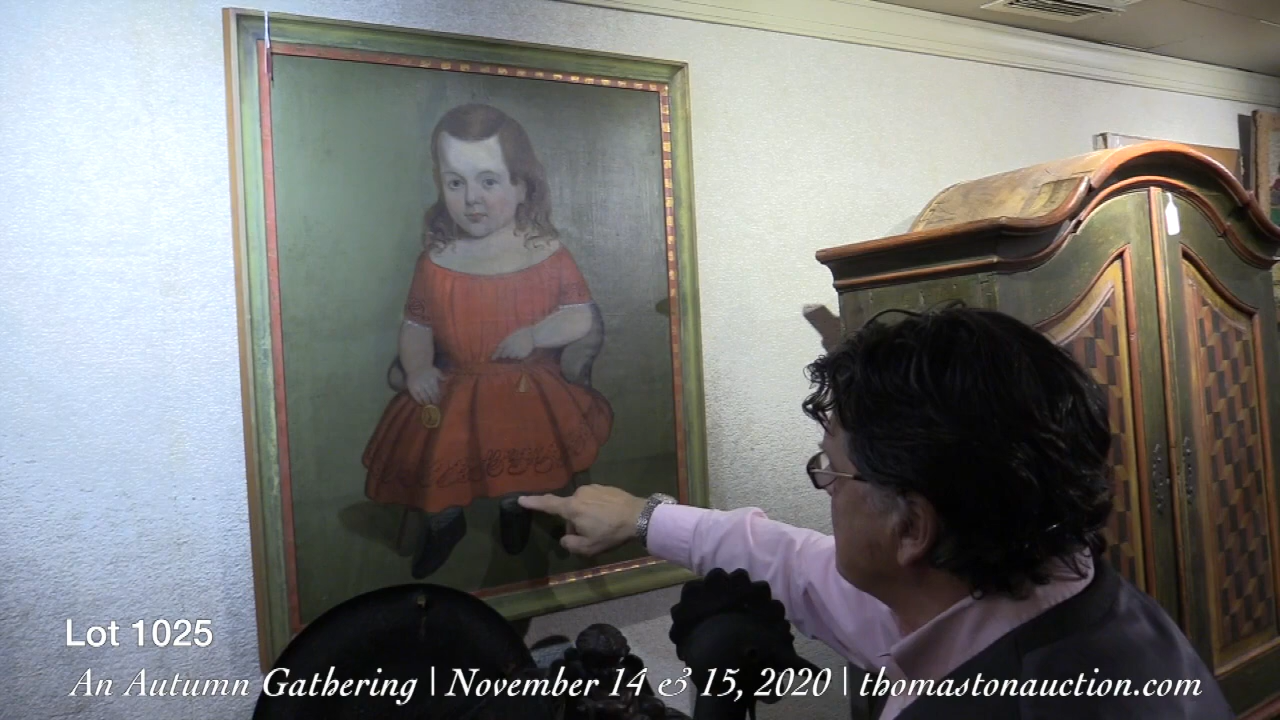 Lot 1025
An Autumn Gathering | November 14 & 15, 2020 | thomastonauction.com